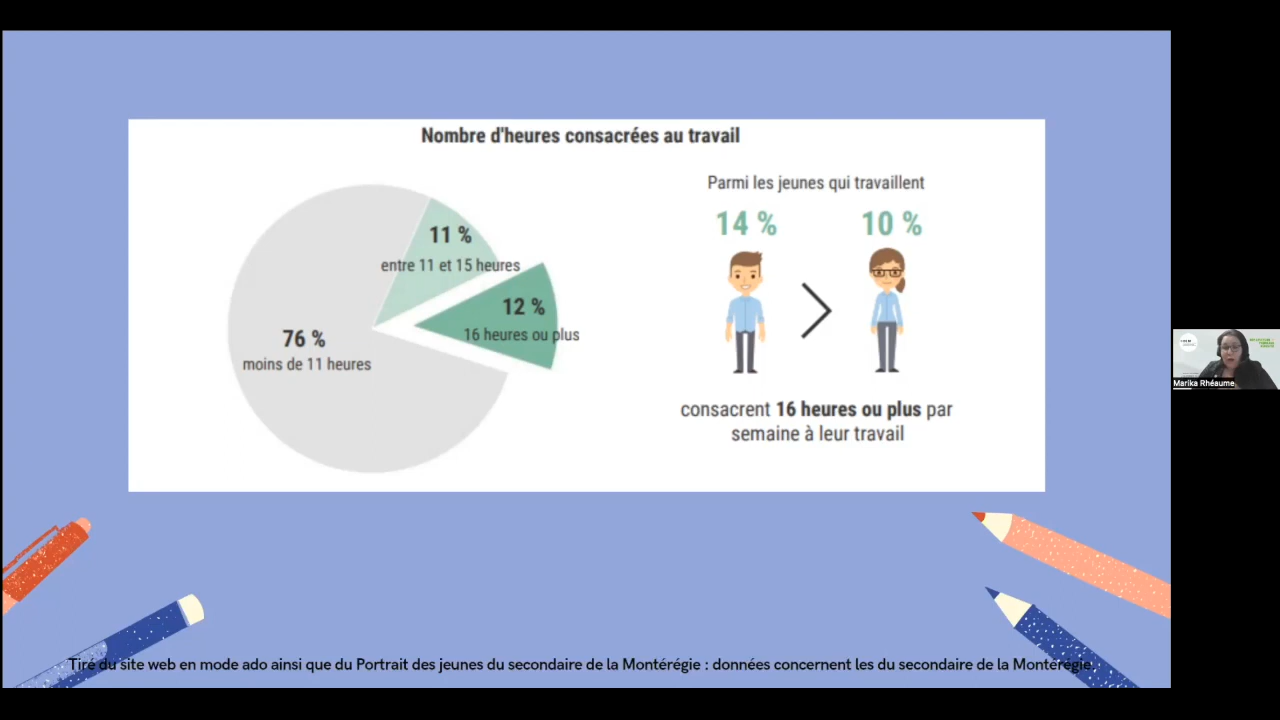 Nombre d'heures consacrées au travail
11 %
entre 11 et 15 heures
12 %
16 heures ou plus
76 %
moins de 11 heures
Parmi les jeunes qui travaillent
14 %
10 %
consacrent 16 heures ou plus par
semaine à leur travail
Marika Rhéaume
Tiré du site web en mode ado ainsi que du Portrait des jeunes du secondaire de la Montérégie : données concernent les du secondaire de la Montérégie